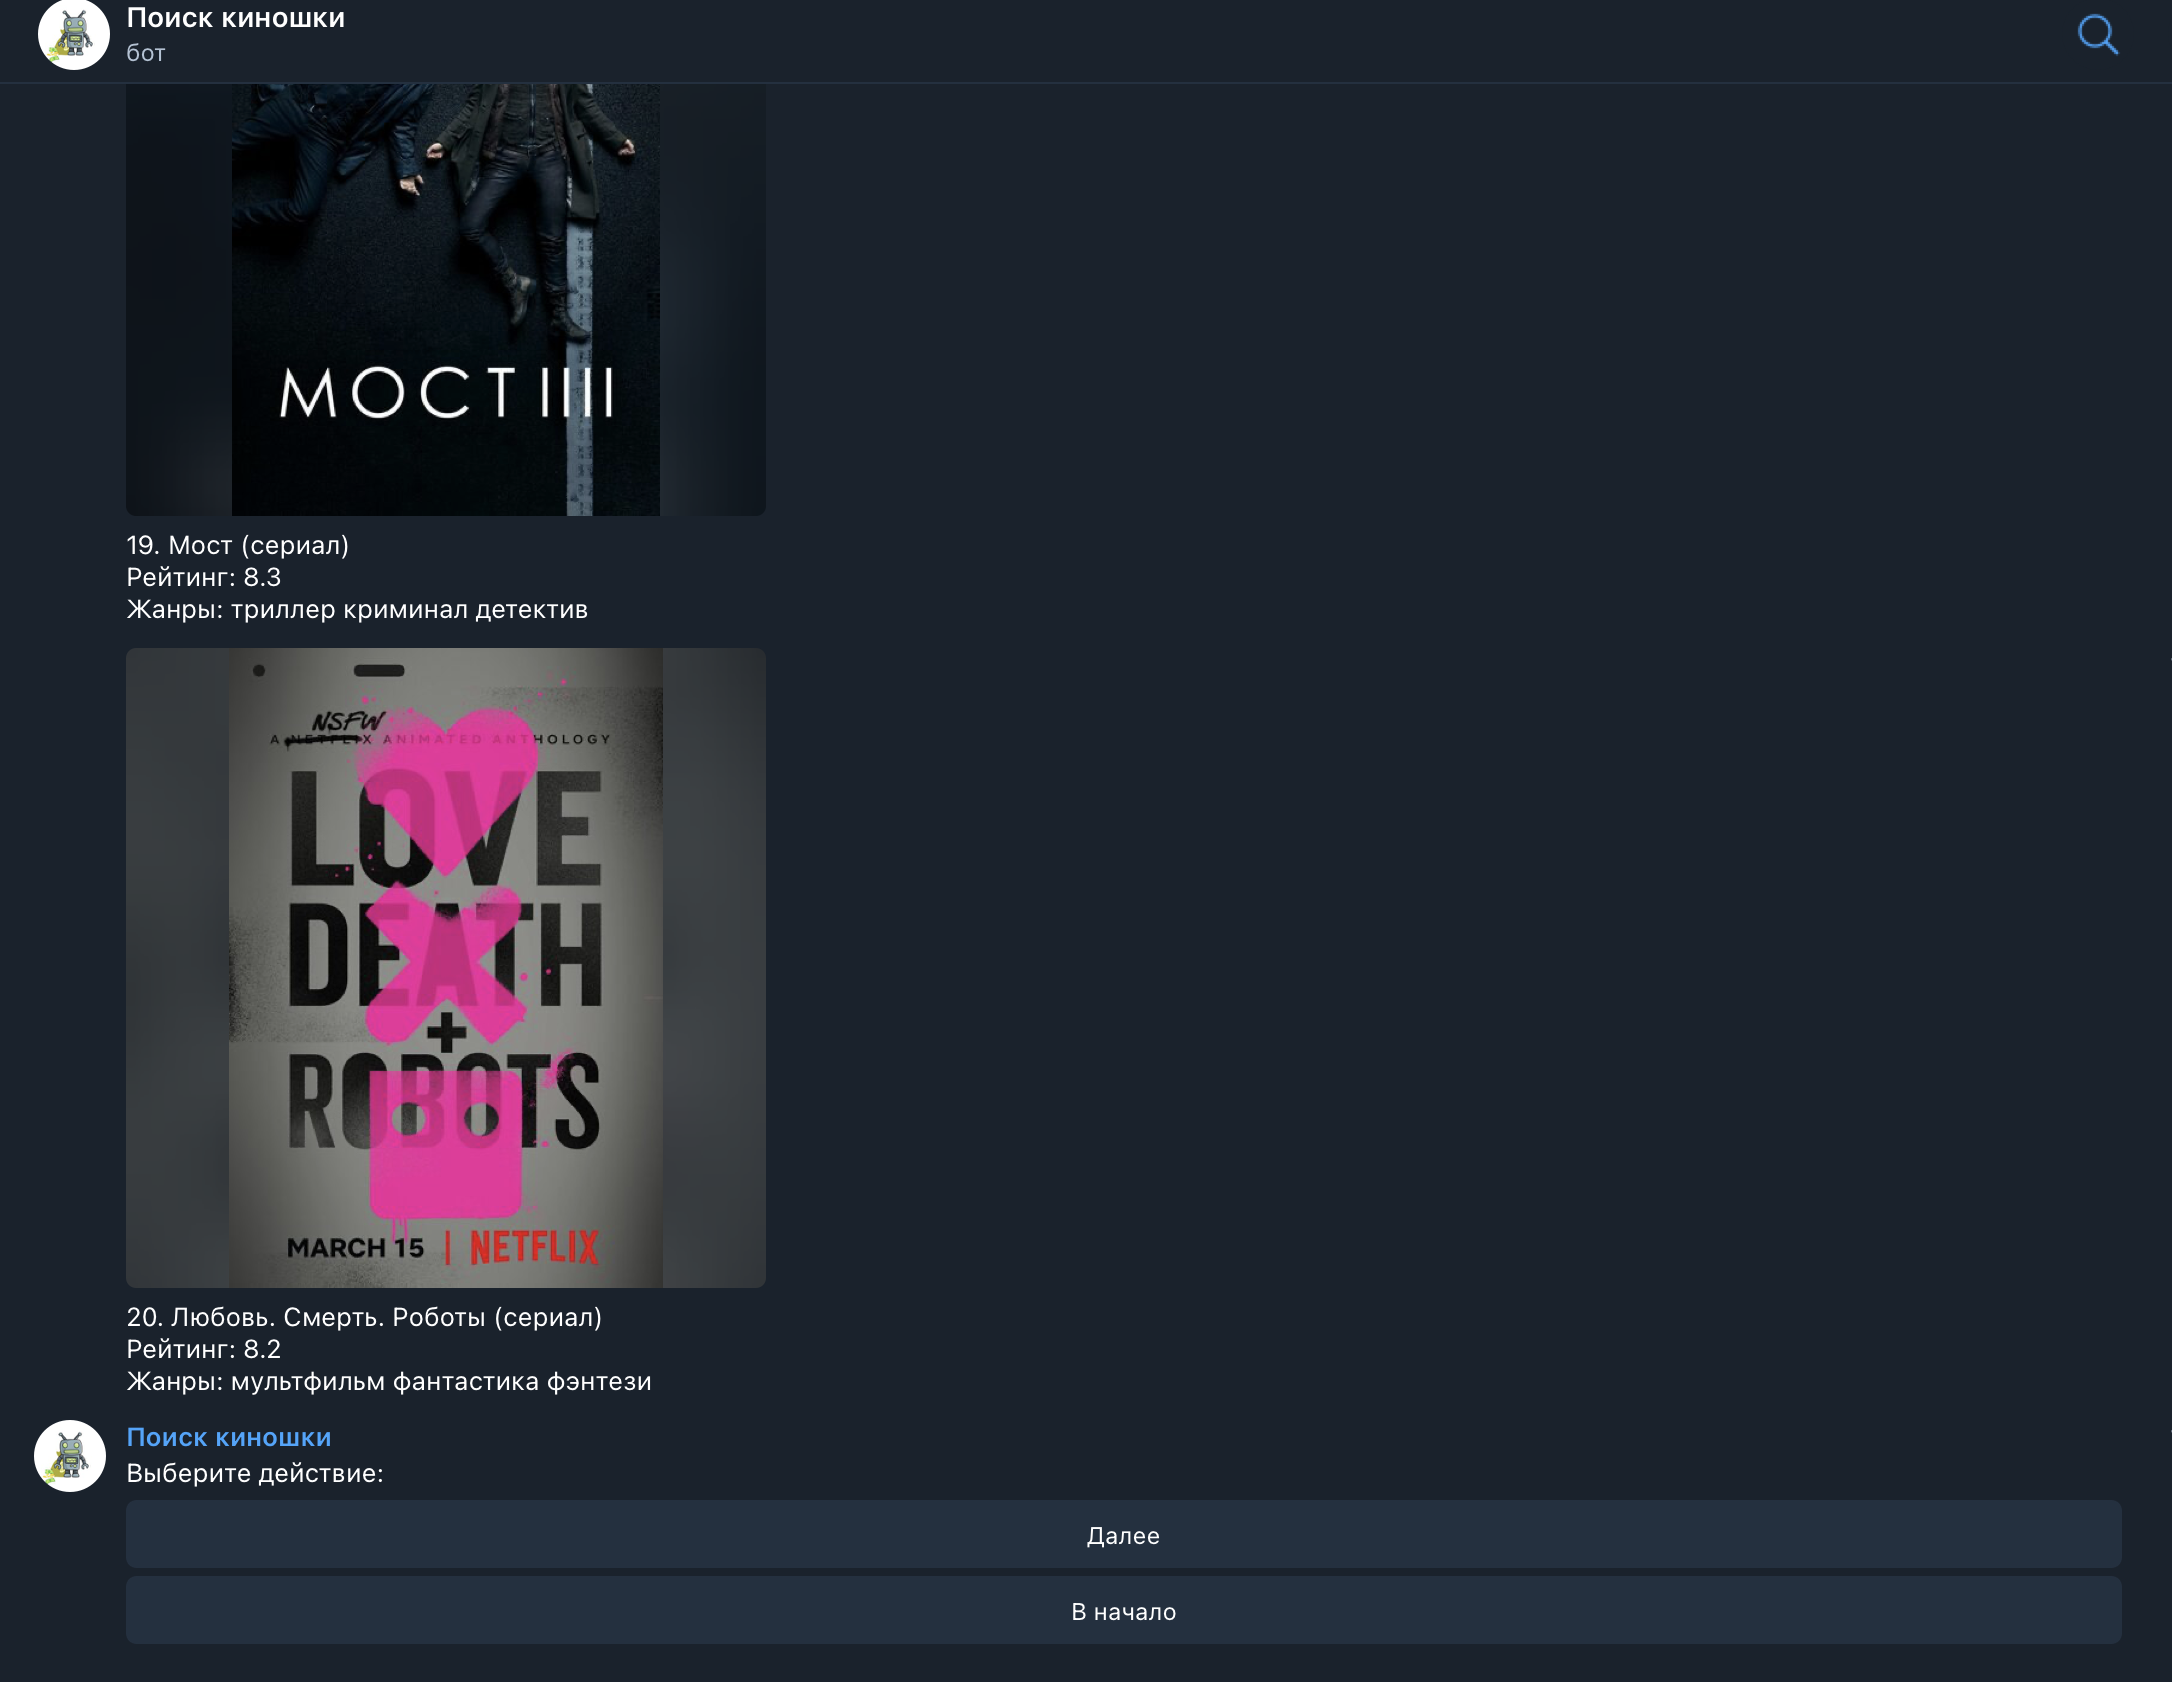 Поиск киношки
бот
МОСТ IIII
19. Мост (сериал)
Рейтинг: 8.3
Жанры: триллер криминал детектив
NSFW
A NETFLIX ANIMATED ANTHOLOGY
LOVE
DEATH
+
ROBOTS
MARCH 15 | NETFLIX
20. Любовь. Смерть. Роботы (сериал)
Рейтинг: 8.2
Жанры: мультфильм фантастика фэнтези
Поиск киношки
Выберите действие:
Далее
В начало